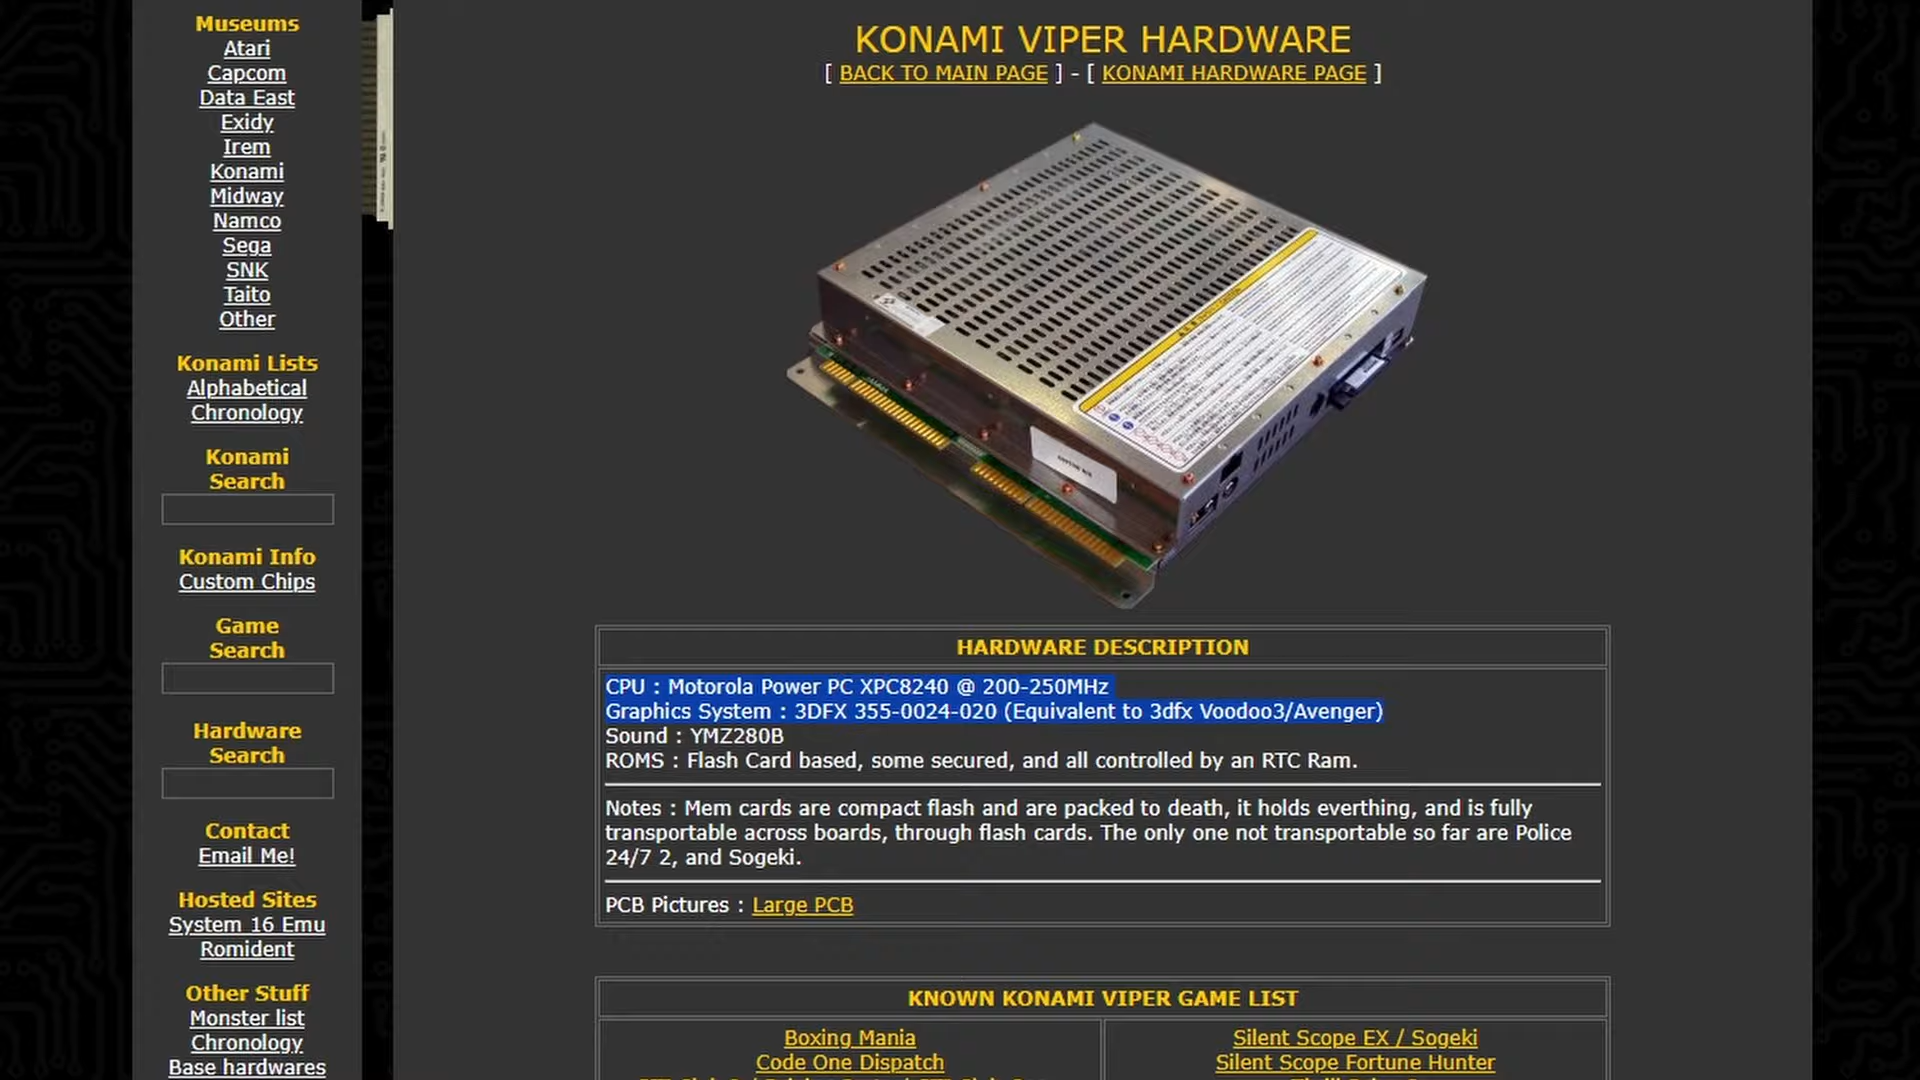 Museums
Atari
Capcom
Data East
Exidy
Irem
Konami
Midway
Namco
Sega
SNK
Taito
Other
Konami Lists
Alphabetical
Chronology
Konami
Search
Konami Info
Custom Chips
Game
Search
Hardware
Search
Contact
Email Me!
Hosted Sites
System 16 Emu
Romident
Other Stuff
Monster list
Chronology
Base hardwares
KONAMI VIPER HARDWARE
[ BACK TO MAIN PAGE ] - [ KONAMI HARDWARE PAGE ]
HARDWARE DESCRIPTION
CPU : Motorola Power PC XPC8240 @ 200-250MHz
Graphics System : 3DFX 355-0024-020 (Equivalent to 3dfx Voodoo3/Avenger)
Sound : YMZ280B
ROMS : Flash Card based, some secured, and all controlled by an RTC Ram.
Notes : Mem cards are compact flash and are packed to death, it holds everthing, and is fully
transportable across boards, through flash cards. The only one not transportable so far are Police
24/7 2, and Sogeki.
PCB Pictures : Large PCB
KNOWN KONAMI VIPER GAME LIST
Boxing Mania
Silent Scope EX / Sogeki
Code One Dispatch
Silent Scope Fortune Hunter